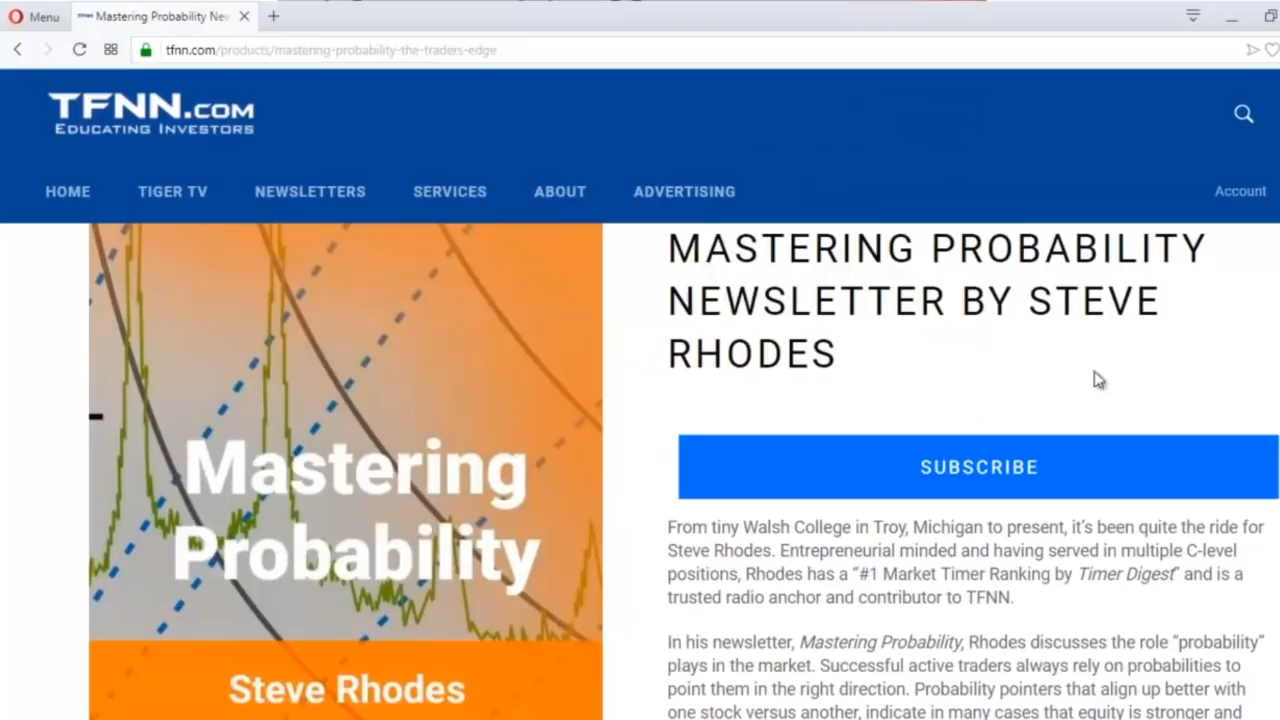 Menu
Mastering Probability New
tfnn.com/products/mastering-probability-the-traders-edge
TFNN.COM
EDUCATING INVESTORS
HOME TIGER TV NEWSLETTERS SERVICES ABOUT ADVERTISING Account
Mastering
Probability
Steve Rhodes
MASTERING PROBABILITY
NEWSLETTER BY STEVE
RHODES
SUBSCRIBE
From tiny Walsh College in Troy, Michigan to present, it's been quite the ride for
Steve Rhodes. Entrepreneurial minded and having served in multiple C-level
positions, Rhodes has a “#1 Market Timer Ranking by Timer Digest” and is a
trusted radio anchor and contributor to TFNN.
In his newsletter, Mastering Probability, Rhodes discusses the role “probability”
plays in the market. Successful active traders always rely on probabilities to
point them in the right direction. Probability pointers that align up better with
one stock versus another, indicate in many cases that equity is stronger and